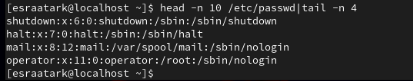 [esraatark@localhost ~]$ head -n 10 /etc/passwd|tail -n 4
shutdown:x:6:0:shutdown:/sbin:/sbin/shutdown
halt:x:7:0:halt:/sbin:/sbin/halt
mail:x:8:12:mail:/var/spool/mail:/sbin/nologin
operator:x:11:0:operator:/root:/sbin/nologin
[esraatark@localhost ~]$